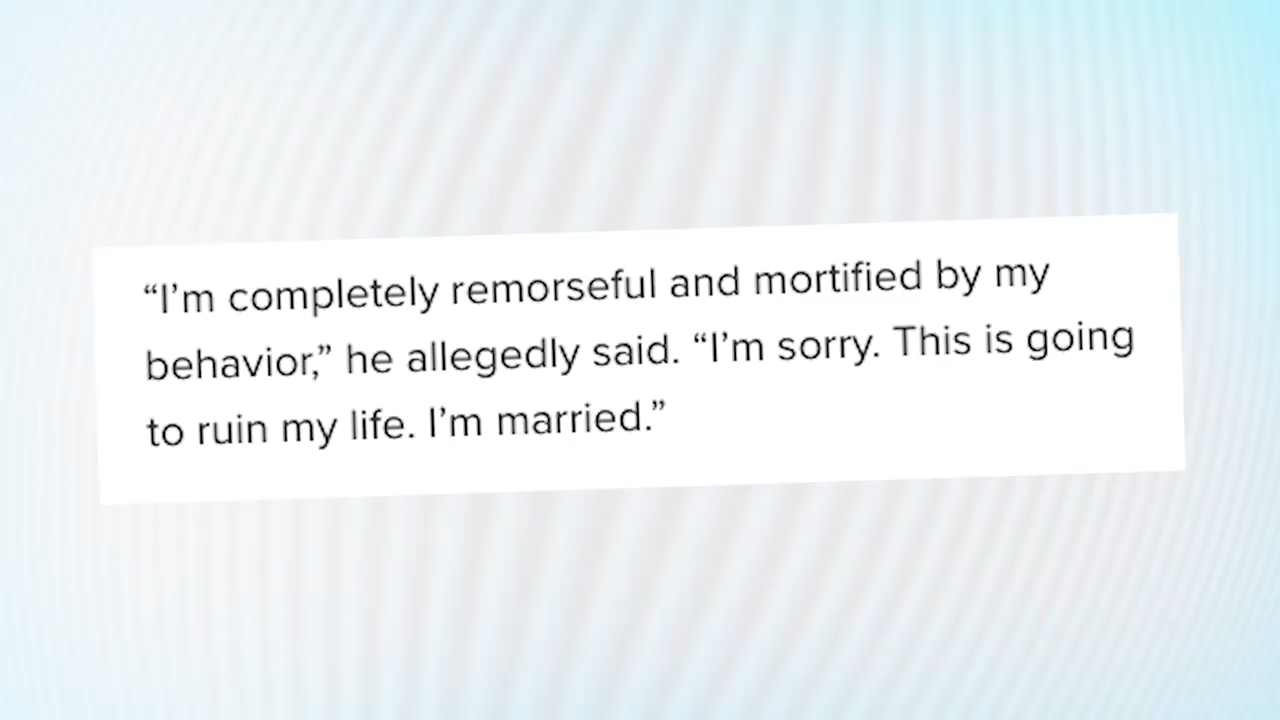 “I’m completely remorseful and mortified by my
behavior,” he allegedly said. “I’m sorry. This is going
to ruin my life. I’m married.”